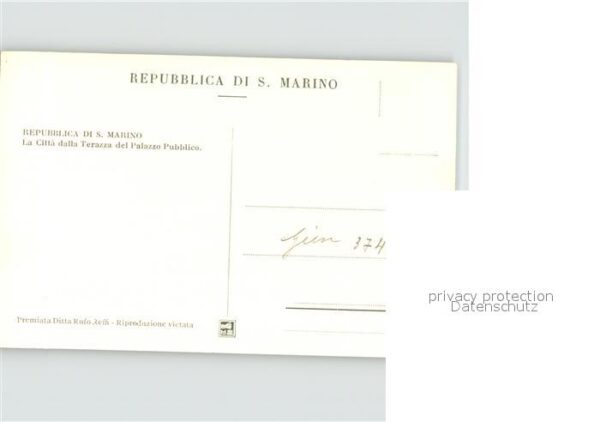 REPUBBLICA DI S. MARINO
REPUBBLICA DI S. MARINO
La Città dalla Terazza del Palazzo Pubblico.
374
Premiata Ditta Rufo Reffi - Riproduzione vietata
privacy protection
Datenschutz